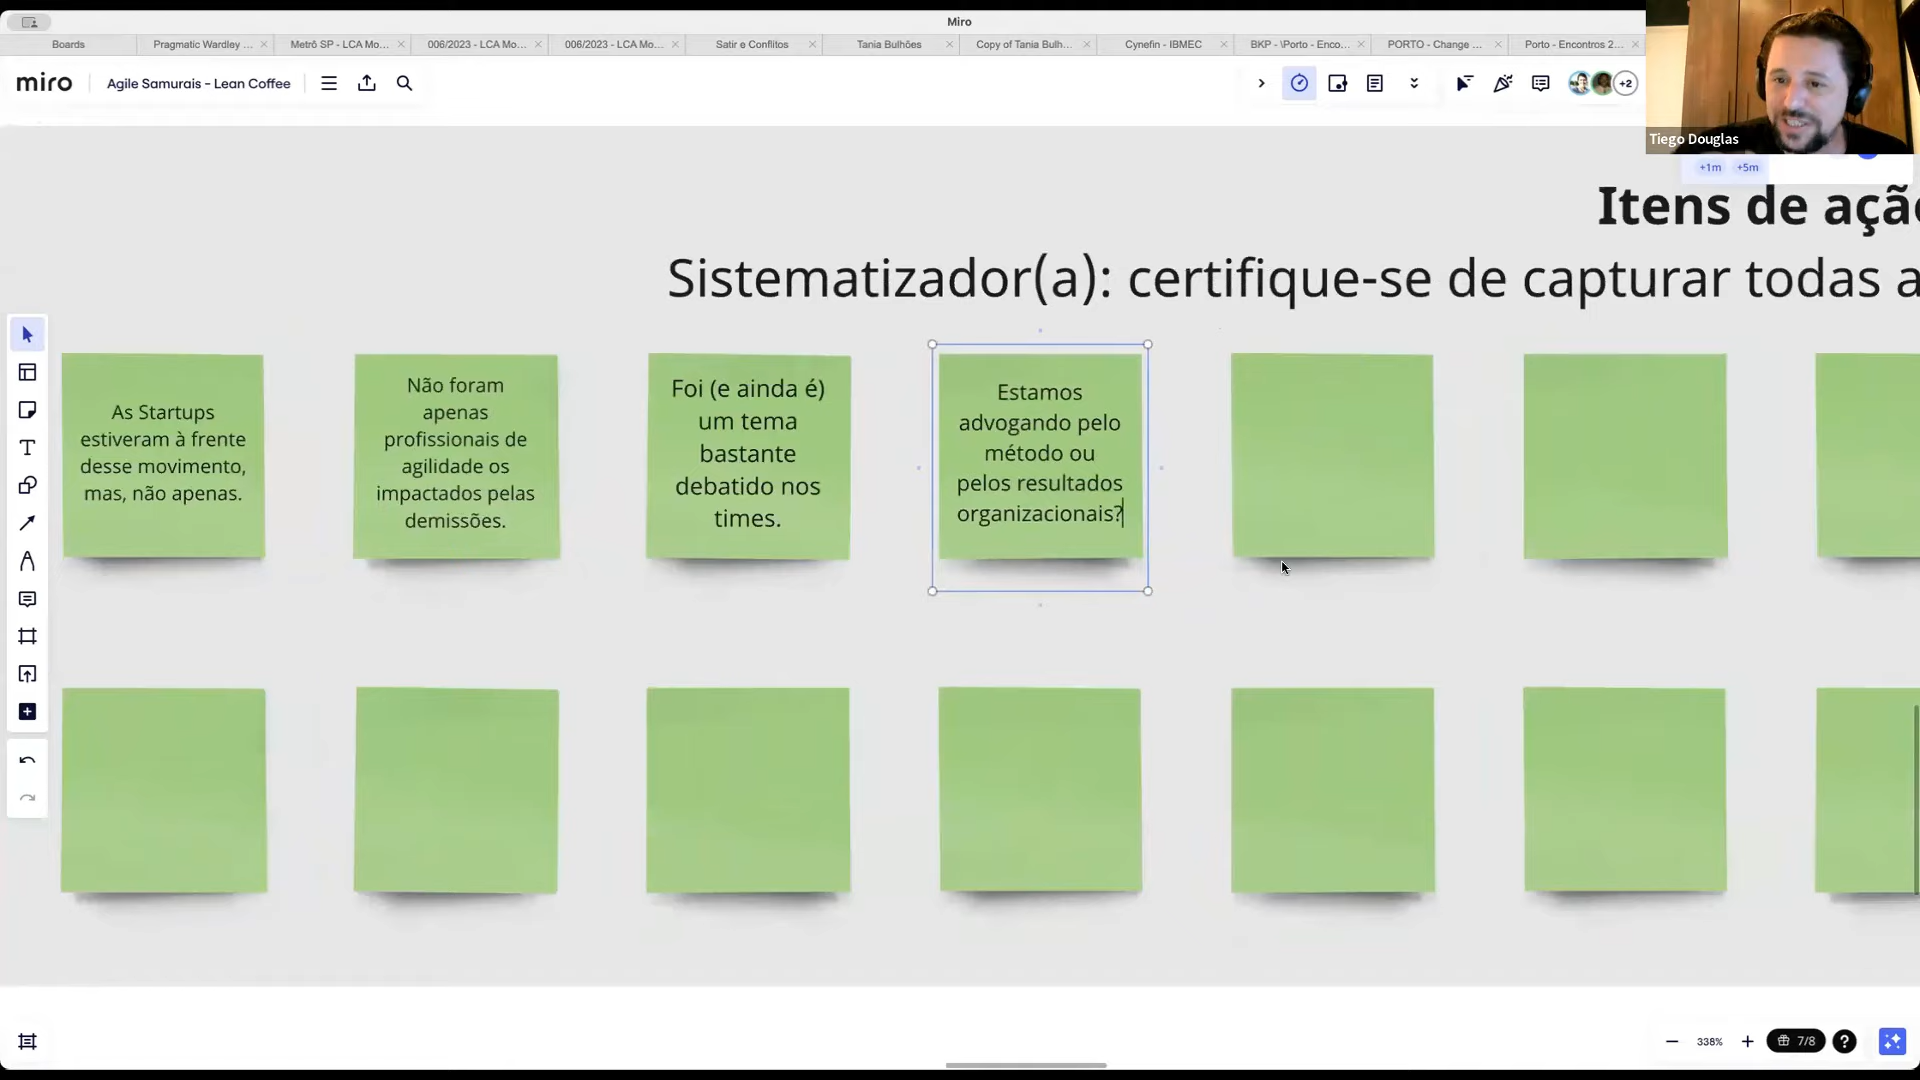 Miro
Boards
Pragmatic Wardley ...
Metrô SP - LCA Mo...
006/2023 - LCA Mo...
006/2023 - LCA Mo...
Satir e Conflitos
Tania Bulhões
Copy of Tania Bulh...
Cynefin - IBMEC
BKP - \Porto - Enco...
PORTO - Change ...
Porto - Encontros 2...
miro
Agile Samurais - Lean Coffee
+2
Tiego Douglas
+1m +5m
Itens de açã
Sistematizador(a): certifique-se de capturar todas a
As Startups
estiveram à frente
desse movimento,
mas, não apenas.
Não foram
apenas
profissionais de
agilidade os
impactados pelas
demissões.
Foi (e ainda é)
um tema
bastante
debatido nos
times.
Estamos
advogando pelo
método ou
pelos resultados
organizacionais?
338%
7/8